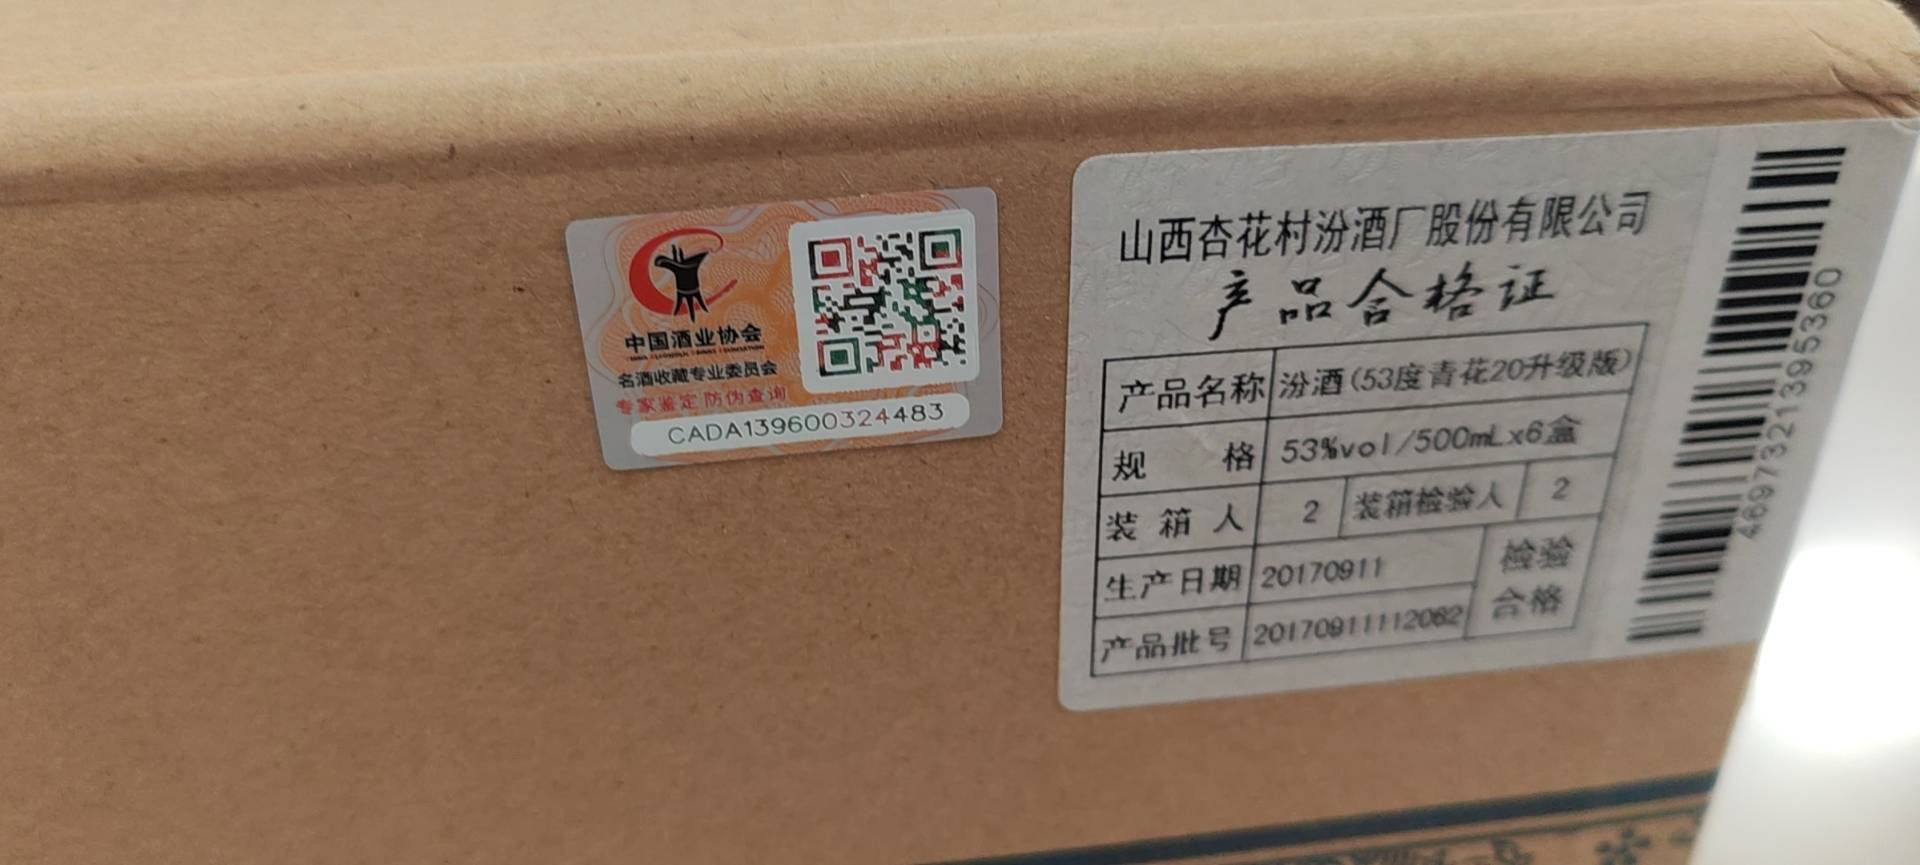 中国酒业协会
名酒收藏专业委员会
专家鉴定防伪查询
CADA139600324483
山西杏花村汾酒厂股份有限公司
产品合格证
产品名称 汾酒(53度青花20升级版)
规 格 53%vol/500mLx6盒
装 箱 人 2 装箱检验人 2
生产日期 20170911 检验
产品批号 20170911112062 合格
4697321395360